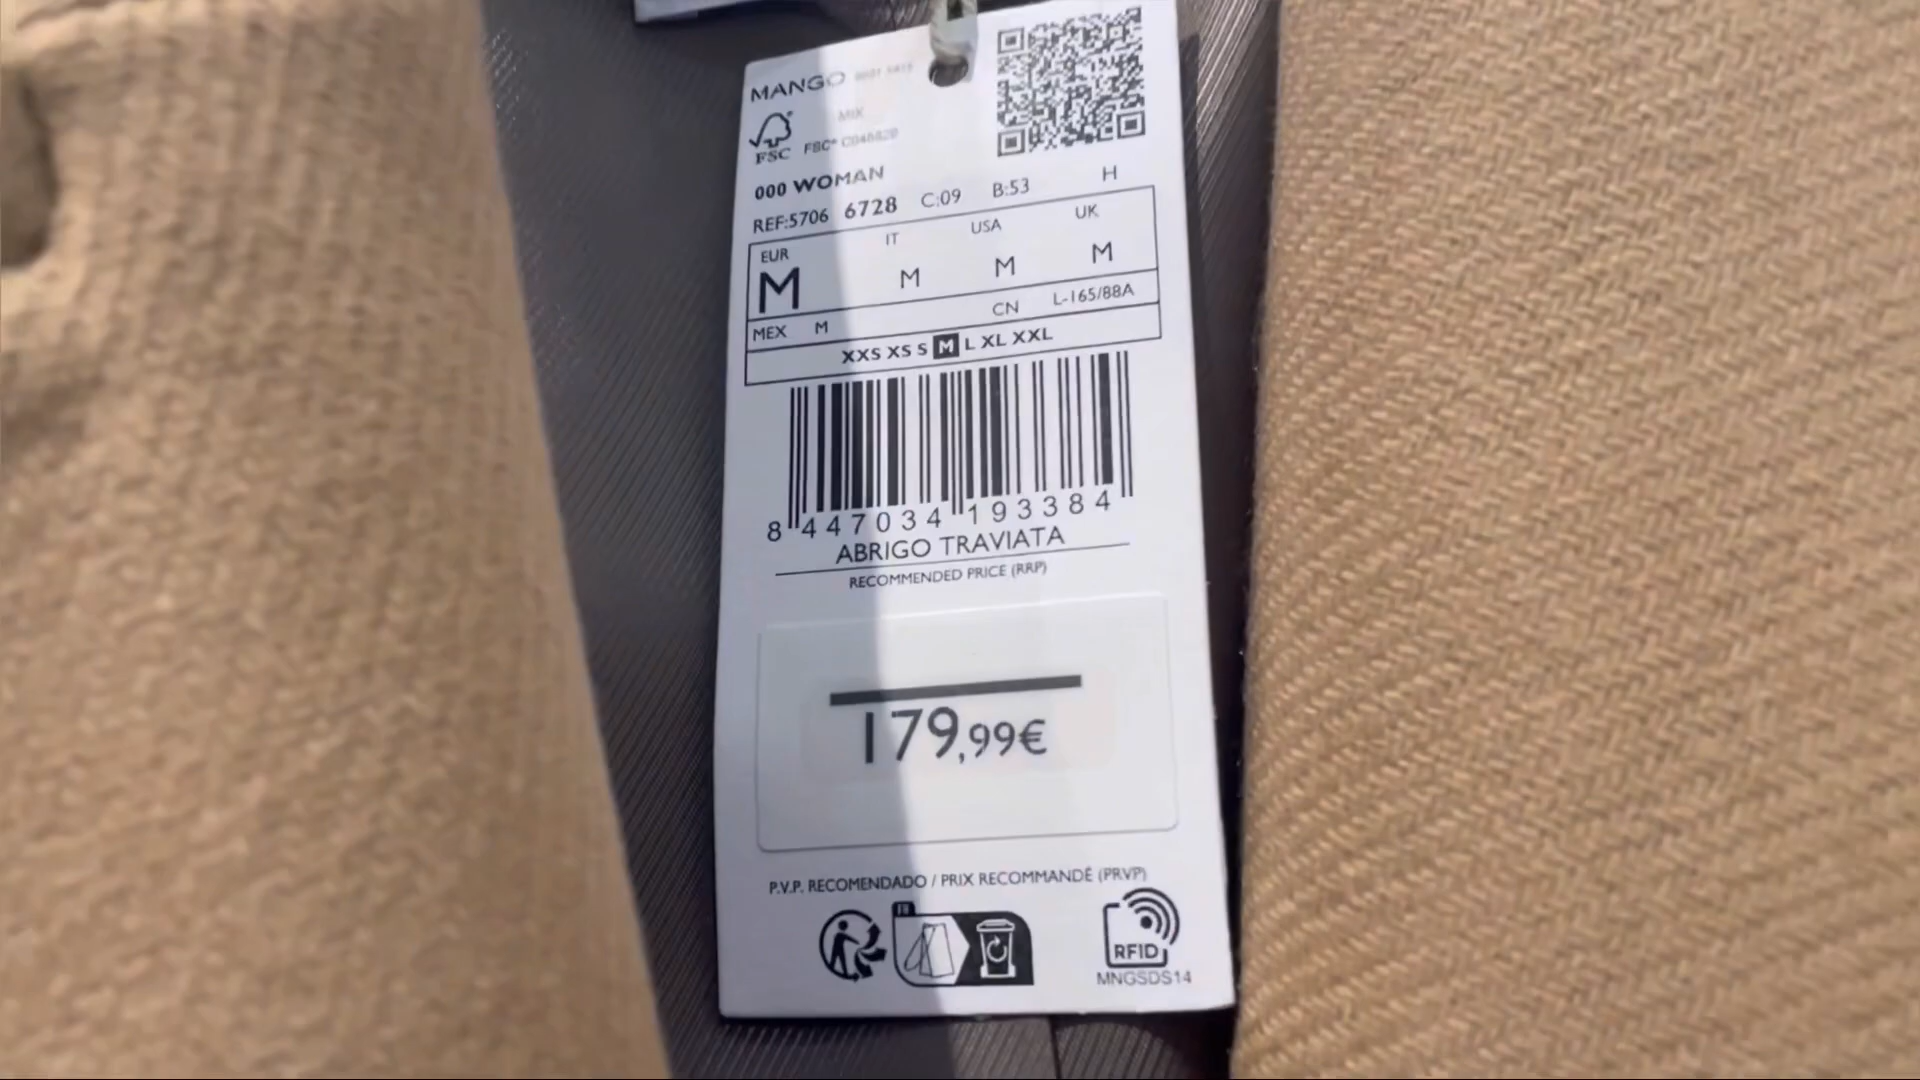 MANGO
MIX
FSC FSC® C046820
000 WOMAN
REF:5706 6728 C:09 B:53 H
EUR IT USA UK
M M M M
MEX M CN L-165/88A
XXS XS S M L XL XXL
8 447034 193384
ABRIGO TRAVIATA
RECOMMENDED PRICE (RRP)
179,99€
P.V.P. RECOMENDADO / PRIX RECOMMANDÉ (PRVP)
FR
RFID
MNGSDS14